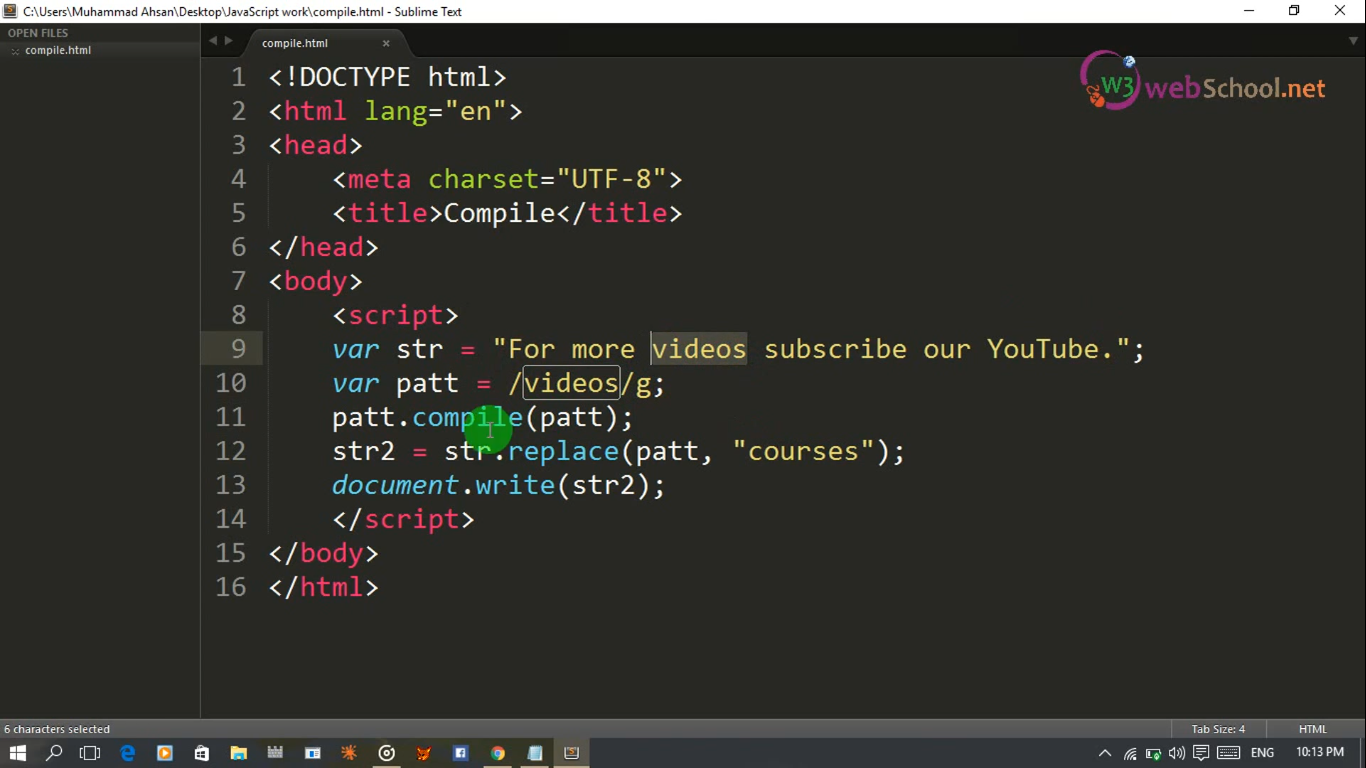 C:\Users\Muhammad Ahsan\Desktop\JavaScript work\compile.html - Sublime Text
OPEN FILES
compile.html
compile.html
W3 webSchool.net
1 <!DOCTYPE html>
2 <html lang="en">
3 <head>
4 <meta charset="UTF-8">
5 <title>Compile</title>
6 </head>
7 <body>
8 <script>
9 var str = "For more videos subscribe our YouTube.";
10 var patt = /videos/g;
11 patt.compile(patt);
12 str2 = str.replace(patt, "courses");
13 document.write(str2);
14 </script>
15 </body>
16 </html>
6 characters selected
Tab Size: 4
HTML
ENG
10:13 PM